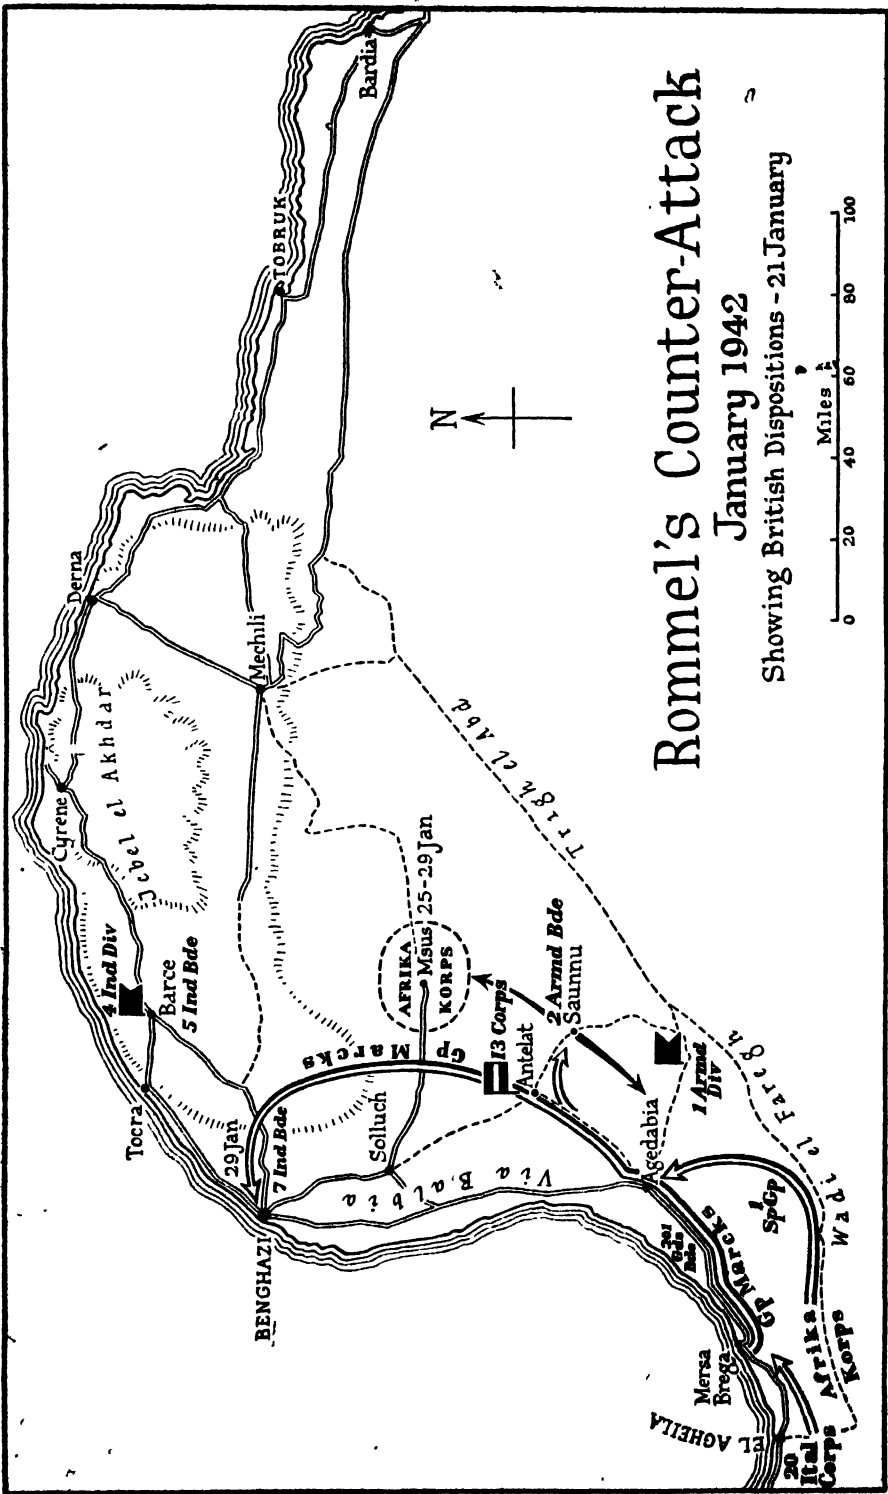 Rommel's Counter-Attack
January 1942
Showing British Dispositions - 21 January
Miles
0 20 40 60 80 100
N
Bardia
TOBRUK
Derna
Mechili
Cyrene
Jebel el Akhdar
4 Ind Div
Barce
5 Ind Bde
Tocra
29 Jan
7 Ind Bde
BENGHAZI
Gp Marcks
AFRIKA
KORPS
Msus 25-29 Jan
Solluch
Via Balbia
13 Corps
Antelat
2 Armd Bde
Saunnu
Trigh el Abd
1 Armd
Div
Agedabia
201
Gds
Bde
Gp Marcks
1
Sp Gp
Wadi el Faregh
Mersa
Brega
EL AGHEILA
Afrika
Korps
20
Ital
Corps